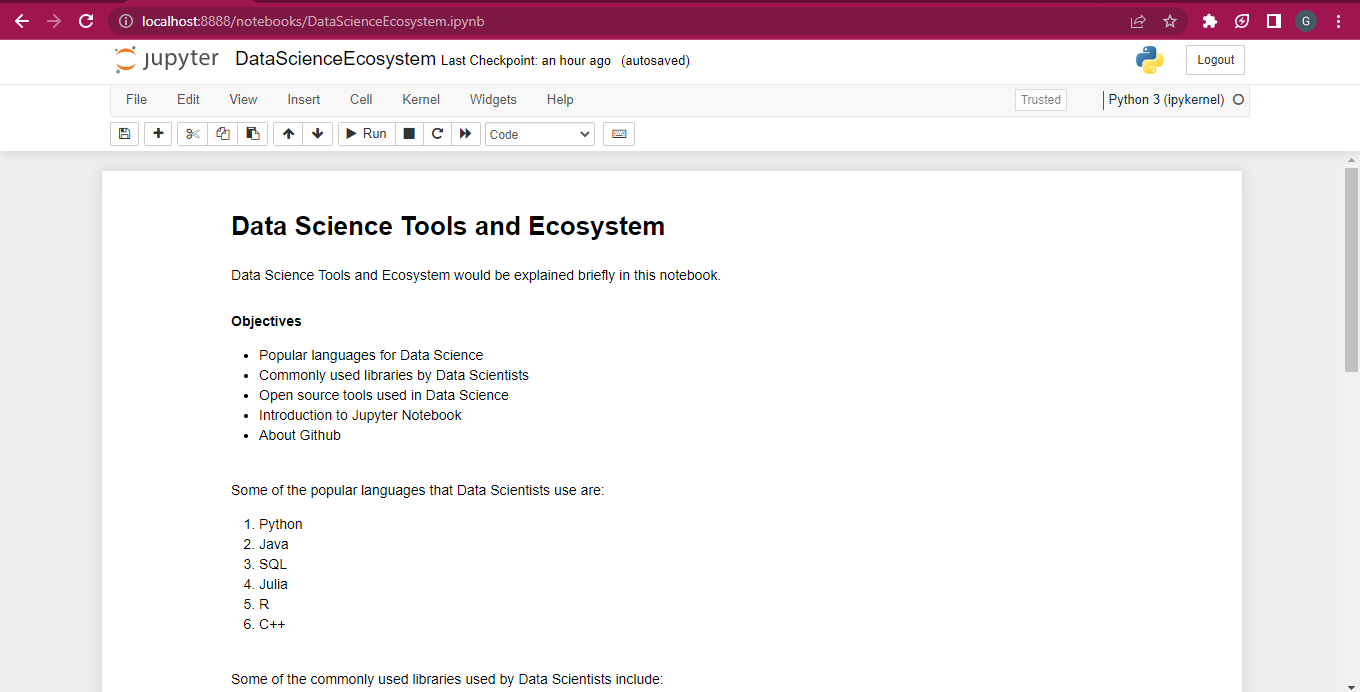 localhost:8888/notebooks/DataScienceEcosystem.ipynb
G
jupyter DataScienceEcosystem Last Checkpoint: an hour ago (autosaved)
Logout
File Edit View Insert Cell Kernel Widgets Help
Trusted
Python 3 (ipykernel)
Run
Code
Data Science Tools and Ecosystem
Data Science Tools and Ecosystem would be explained briefly in this notebook.
Objectives
• Popular languages for Data Science
• Commonly used libraries by Data Scientists
• Open source tools used in Data Science
• Introduction to Jupyter Notebook
• About Github
Some of the popular languages that Data Scientists use are:
1. Python
2. Java
3. SQL
4. Julia
5. R
6. C++
Some of the commonly used libraries used by Data Scientists include: